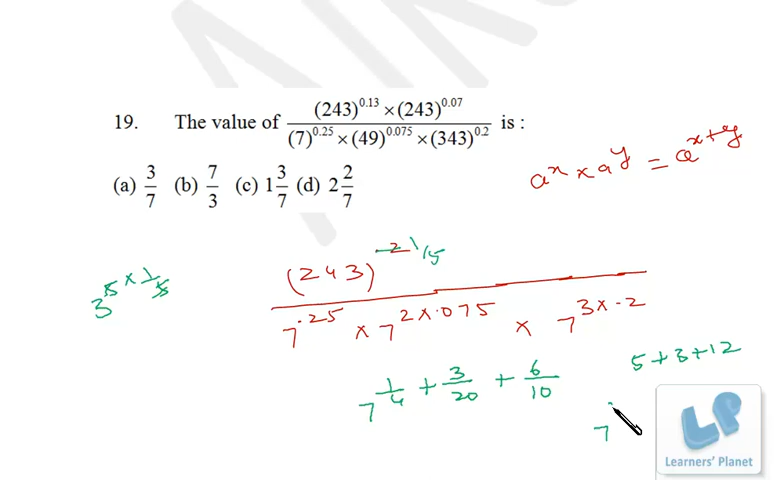 19. The value of (243)^0.13 × (243)^0.07 / (7)^0.25 × (49)^0.075 × (343)^0.2 is :
(a) 3/7 (b) 7/3 (c) 1 3/7 (d) 2 2/7
a^x × a^y = a^x+y
(243)^.2 1/5
3^5 × 1/5
7^.25 × 7^2×.075 × 7^3×.2
5+3+12
7^1/4 + 3/20 + 6/10
7
LP
Learners' Planet